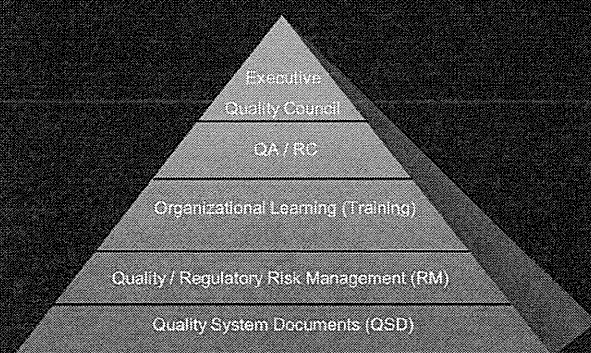 Executive
Quality Council
QA / RC
Organizational Learning (Training)
Quality / Regulatory Risk Management (RM)
Quality System Documents (QSD)